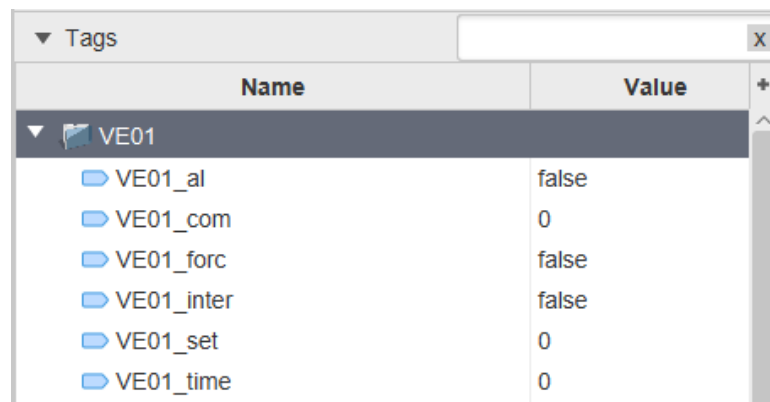 Tags x
Name Value +
VE01
VE01_al false
VE01_com 0
VE01_forc false
VE01_inter false
VE01_set 0
VE01_time 0